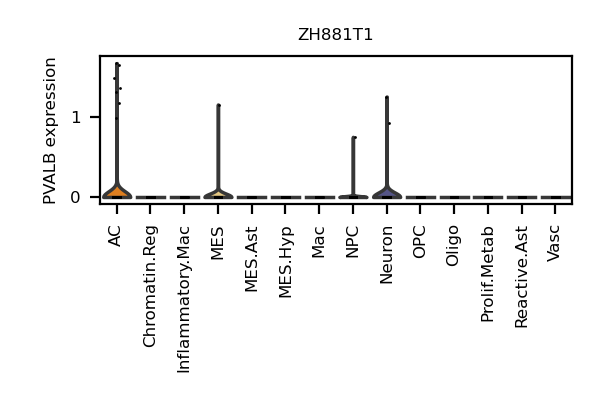 ZH881T1
PVALB expression
1
0
AC
Chromatin.Reg
Inflammatory.Mac
MES
MES.Ast
MES.Hyp
Mac
NPC
Neuron
OPC
Oligo
Prolif.Metab
Reactive.Ast
Vasc